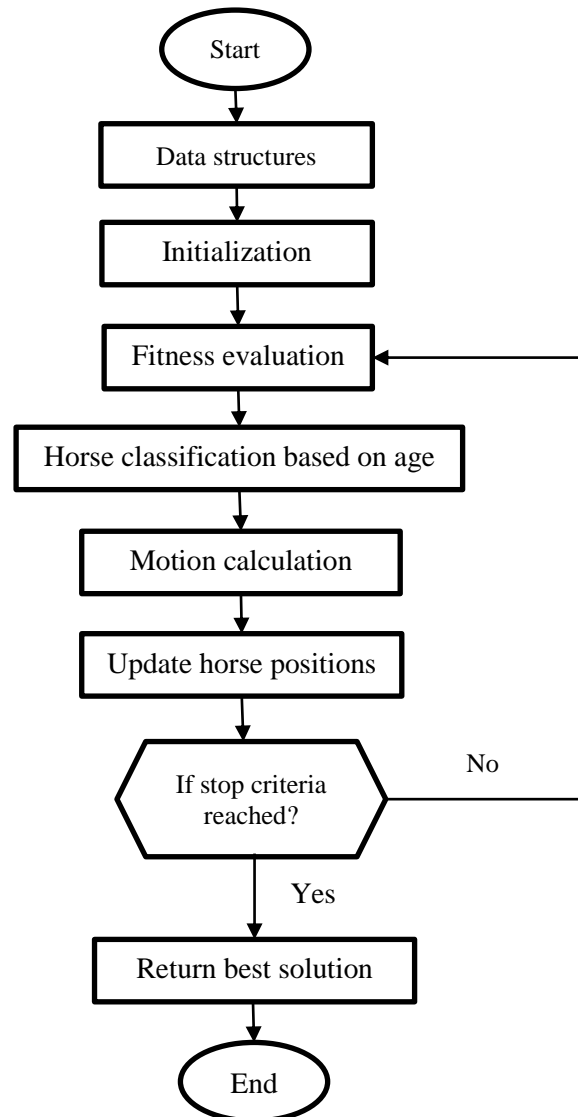 Start
Data structures
Initialization
Fitness evaluation
Horse classification based on age
Motion calculation
Update horse positions
If stop criteria
reached?
No
Yes
Return best solution
End